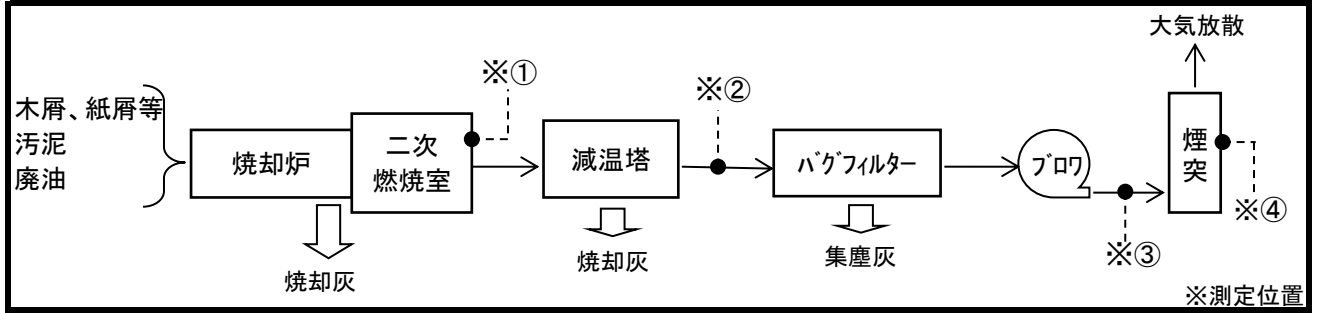 大気放散
※①
※②
木屑、紙屑等
汚泥
廃油
焼却炉
二次
燃焼室
減温塔
バグフィルター
ブロワ
煙
突
※④
※③
焼却灰
焼却灰
集塵灰
※測定位置